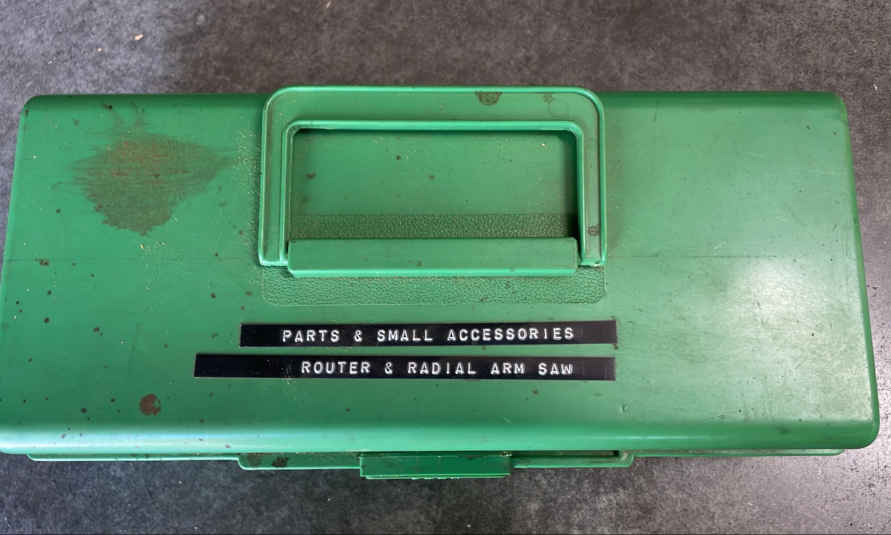 PARTS & SMALL ACCESSORIES
ROUTER & RADIAL ARM SAW